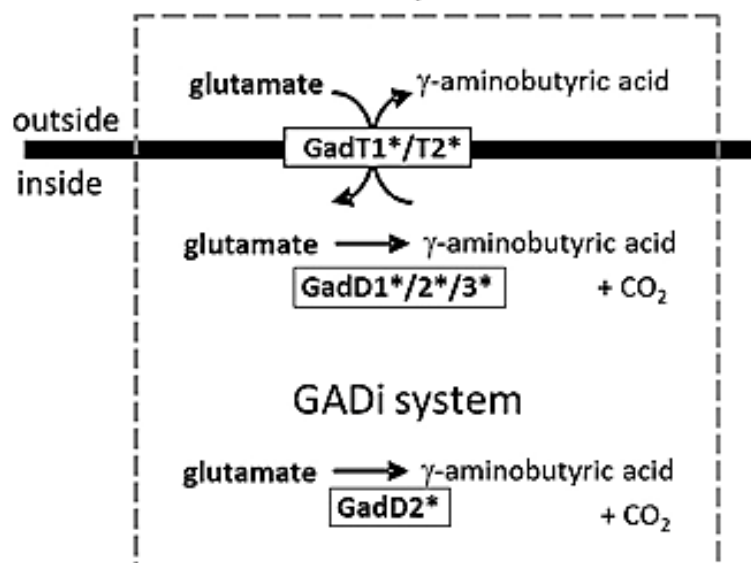 glutamate γ-aminobutyric acid
outside
GadT1*/T2*
inside
glutamate γ-aminobutyric acid
GadD1*/2*/3* + CO₂
GADi system
glutamate γ-aminobutyric acid
GadD2* + CO₂